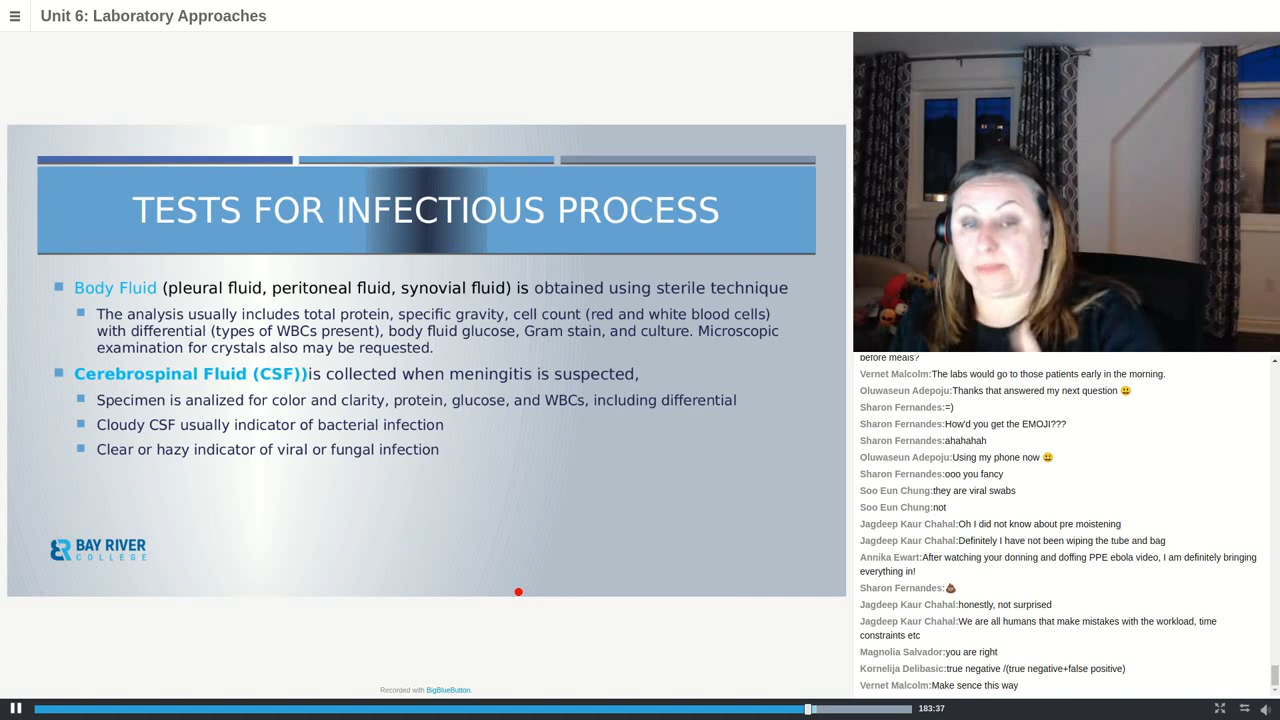 Unit 6: Laboratory Approaches
TESTS FOR INFECTIOUS PROCESS
Body Fluid (pleural fluid, peritoneal fluid, synovial fluid) is obtained using sterile technique
The analysis usually includes total protein, specific gravity, cell count (red and white blood cells)
with differential (types of WBCs present), body fluid glucose, Gram stain, and culture. Microscopic
examination for crystals also may be requested.
Cerebrospinal Fluid (CSF))is collected when meningitis is suspected,
Specimen is analized for color and clarity, protein, glucose, and WBCs, including differential
Cloudy CSF usually indicator of bacterial infection
Clear or hazy indicator of viral or fungal infection
BAY RIVER
COLLEGE
Recorded with BigBlueButton.
before meals?
Vernet Malcolm:The labs would go to those patients early in the morning.
Oluwaseun Adepoju:Thanks that answered my next question 😃
Sharon Fernandes:=)
Sharon Fernandes:How'd you get the EMOJI???
Sharon Fernandes:ahahahah
Oluwaseun Adepoju:Using my phone now 😃
Sharon Fernandes:ooo you fancy
Soo Eun Chung:they are viral swabs
Soo Eun Chung:not
Jagdeep Kaur Chahal:Oh I did not know about pre moistening
Jagdeep Kaur Chahal:Definitely I have not been wiping the tube and bag
Annika Ewart:After watching your donning and doffing PPE ebola video, I am definitely bringing
everything in!
Sharon Fernandes:💩
Jagdeep Kaur Chahal:honestly, not surprised
Jagdeep Kaur Chahal:We are all humans that make mistakes with the workload, time
constraints etc
Magnolia Salvador:you are right
Kornelija Delibasic:true negative /(true negative+false positive)
Vernet Malcolm:Make sence this way
183:37